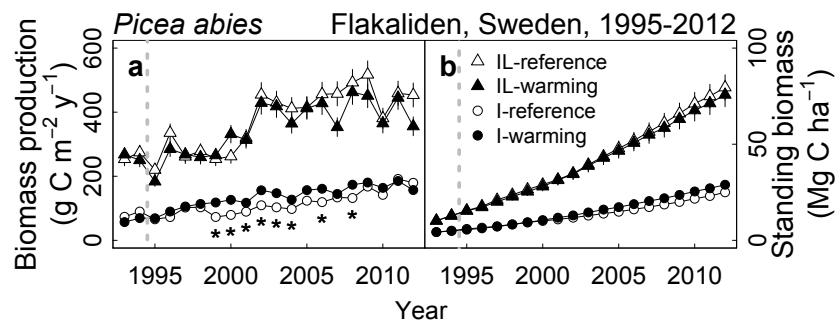 Picea abies Flakaliden, Sweden, 1995-2012
Biomass production
(g C m⁻² y⁻¹)
600
400
200
0
a
* * * * * * *
1995 2000 2005 2010
b
IL-reference
IL-warming
I-reference
I-warming
1995 2000 2005 2010
100
50
0
Standing biomass
(Mg C ha⁻¹)
Year